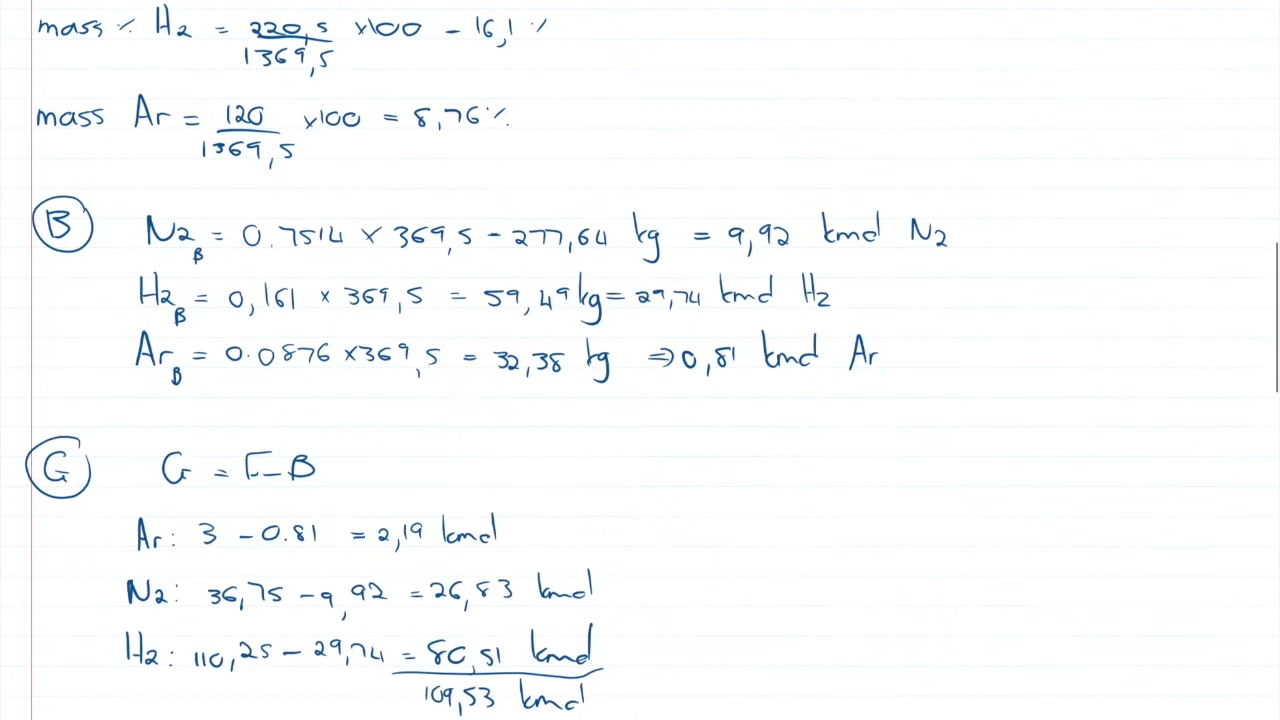 mass % H2 = 220,5 / 1369,5 ×100 - 16,1 %
mass Ar = 120 / 1369,5 ×100 = 8,76 %
B N2B = 0.7514 × 369,5 - 277,64 kg = 9,92 kmol N2
H2B = 0,161 × 369,5 = 59,49 kg = 29,74 kmol H2
ArB = 0.0876 × 369,5 = 32,38 kg ⇒ 0,81 kmol Ar
G G = F - B
Ar: 3 - 0.81 = 2,19 kmol
N2: 36,75 - 9,92 = 26,83 kmol
H2: 110,25 - 29,74 = 80,51 kmol
109,53 kmol